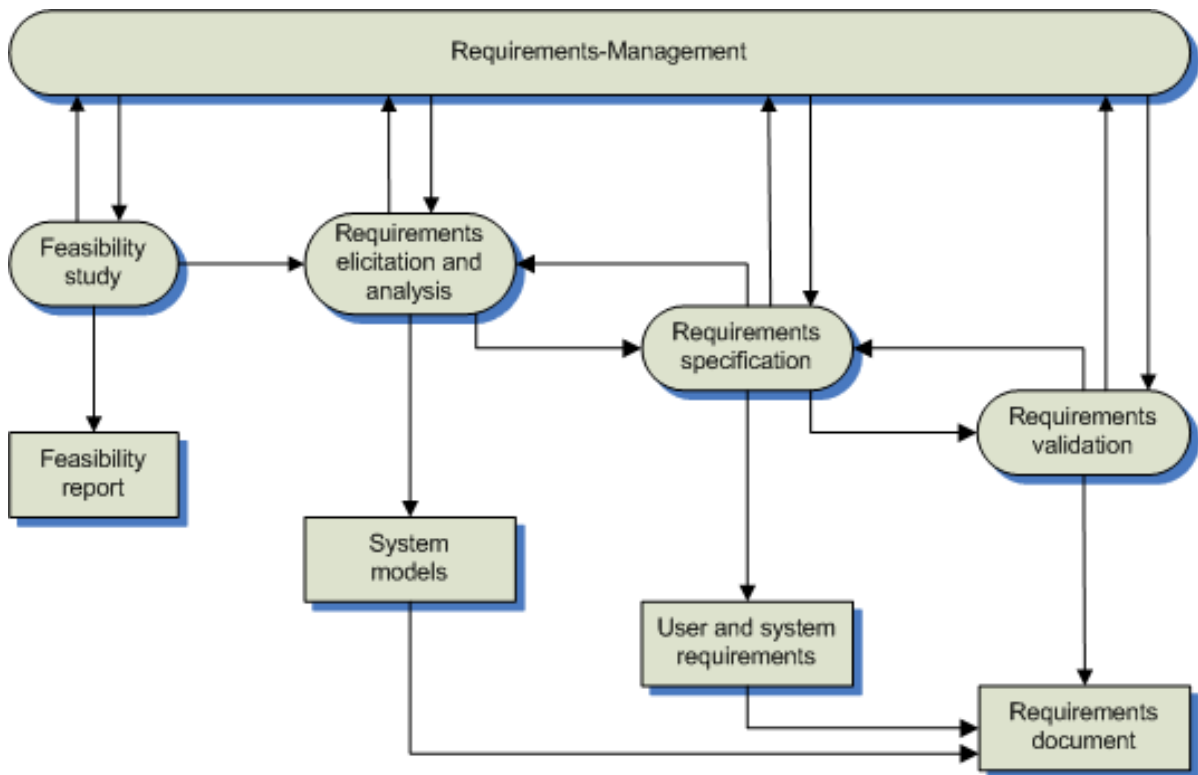 Requirements-Management
Feasibility
study
Requirements
elicitation and
analysis
Requirements
specification
Requirements
validation
Feasibility
report
System
models
User and system
requirements
Requirements
document